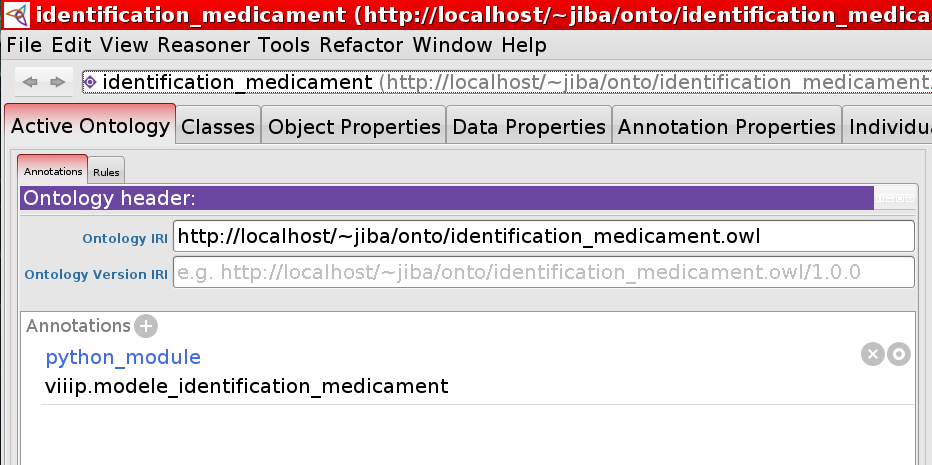 identification_medicament (http://localhost/~jiba/onto/identification_medica
File Edit View Reasoner Tools Refactor Window Help
identification_medicament (http://localhost/~jiba/onto/identification_medicament.
Active Ontology Classes Object Properties Data Properties Annotation Properties Individu
Annotations Rules
Ontology header:
Ontology IRI http://localhost/~jiba/onto/identification_medicament.owl
Ontology Version IRI e.g. http://localhost/~jiba/onto/identification_medicament.owl/1.0.0
Annotations
python_module
viiip.modele_identification_medicament